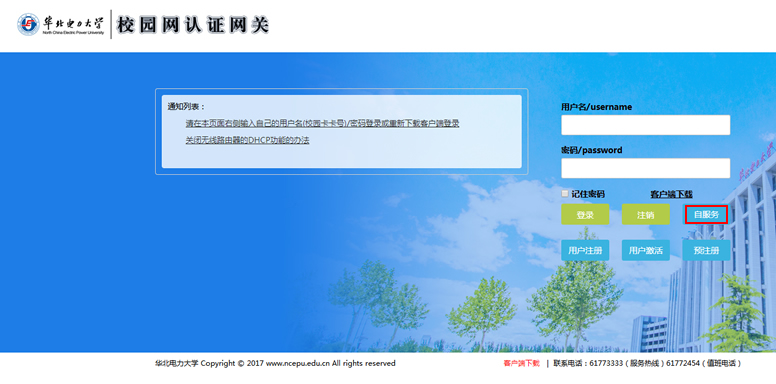 华北电力大学
North China Electric Power University
校园网认证网关
通知列表：
请在本页面右侧输入自己的用户名(校园卡卡号)/密码登录或重新下载客户端登录
关闭无线路由器的DHCP功能的办法
用户名/username
密码/password
记住密码 客户端下载
登录 注销 自服务
用户注册 用户激活 预注册
华北电力大学 Copyright © 2017 www.ncepu.edu.cn All rights reserved 客户端下载 | 联系电话：61773333（服务热线）61772454（值班电话）